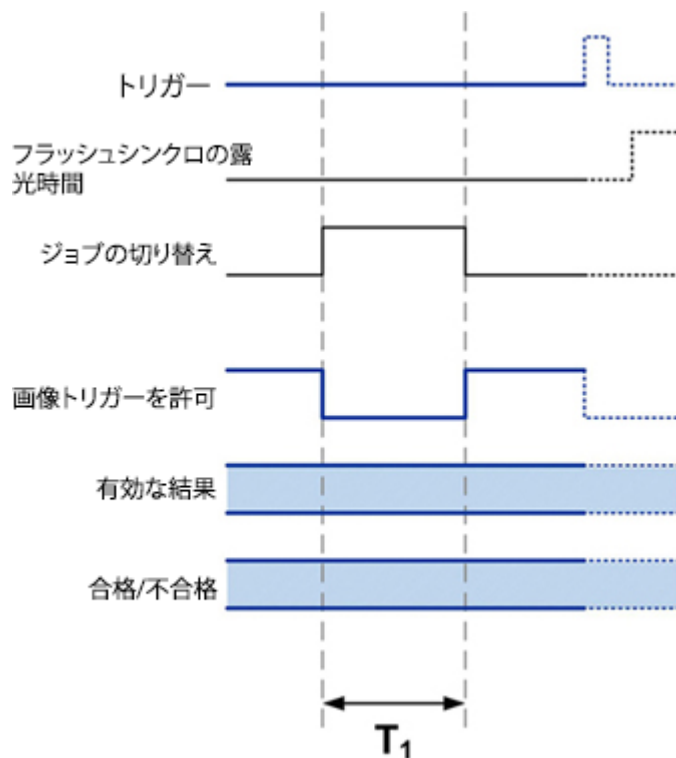 トリガー
フラッシュシンクロの露
光時間
ジョブの切り替え
画像トリガーを許可
有効な結果
合格/不合格
T1